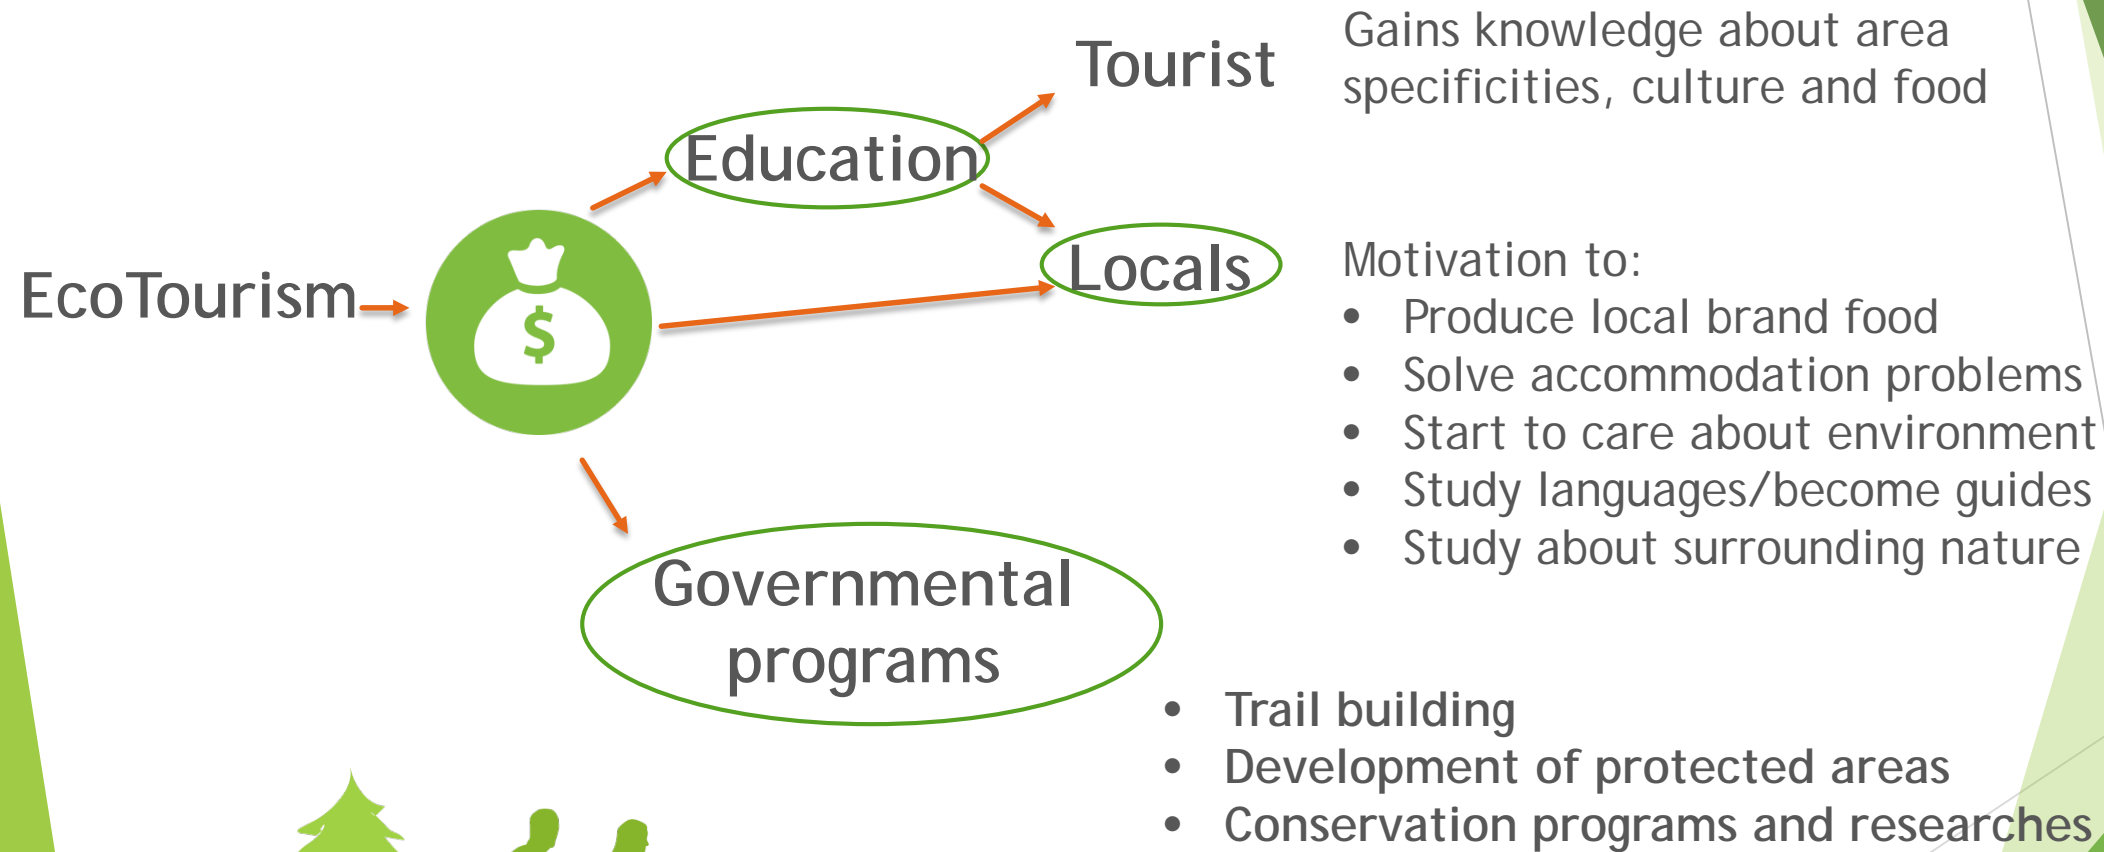 Tourist
Gains knowledge about area
specificities, culture and food
Education
EcoTourism
$
Locals
Motivation to:
• Produce local brand food
• Solve accommodation problems
• Start to care about environment
• Study languages/become guides
• Study about surrounding nature
Governmental
programs
• Trail building
• Development of protected areas
• Conservation programs and researches